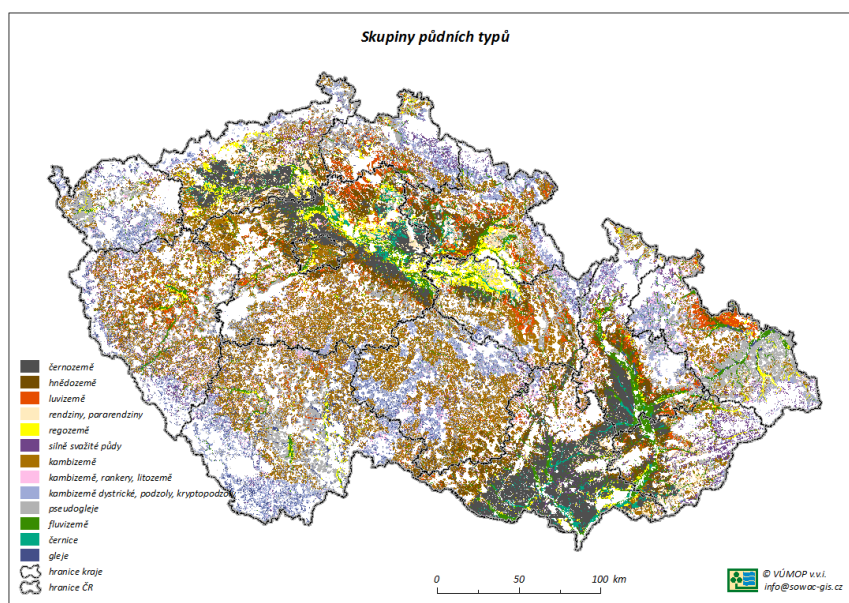 Skupiny půdních typů
černozemě
hnědozemě
luvizemě
rendziny, pararendziny
regozemě
silně svažité půdy
kambizemě
kambizemě, rankery, litozemě
kambizemě dystrické, podzoly, kryptopodzoly
pseudogleje
fluvizemě
černice
gleje
hranice kraje
hranice ČR
0 50 100 km
© VÚMOP v.v.i.
info@sowac-gis.cz